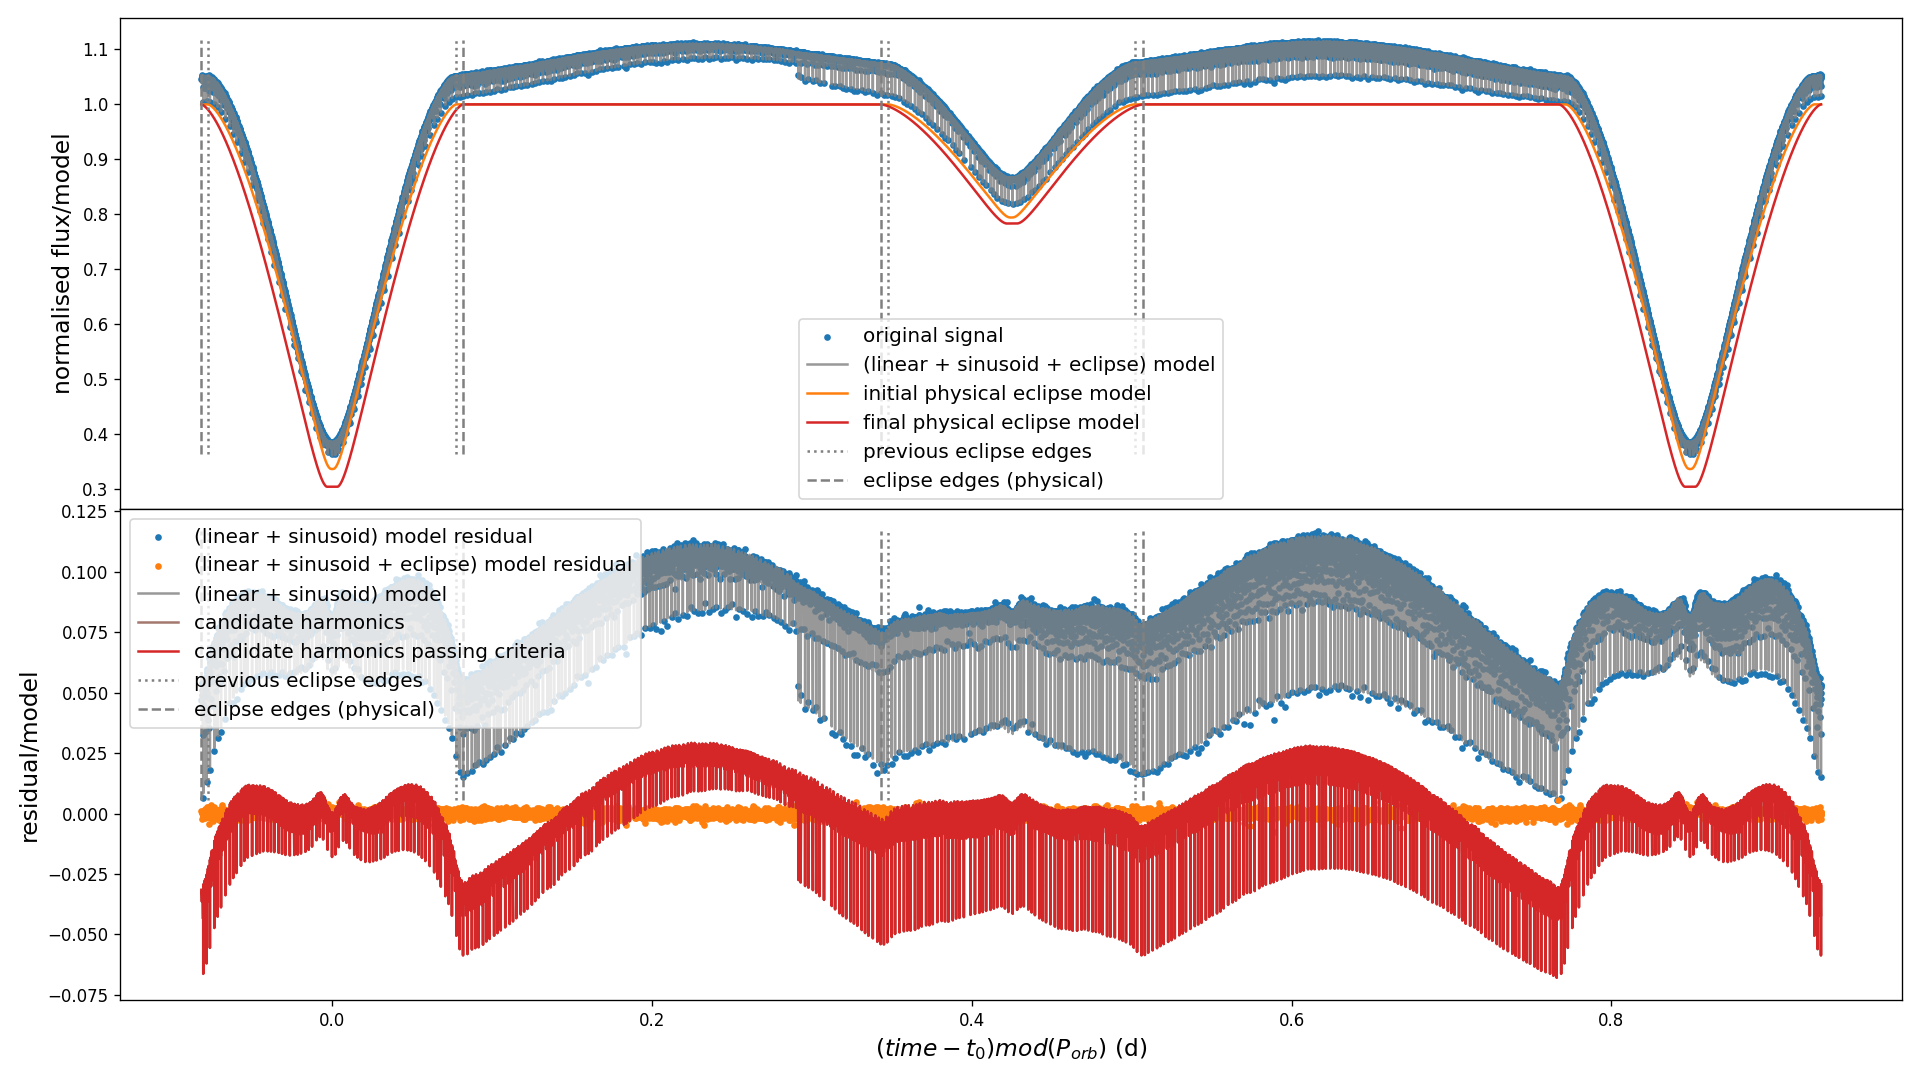 normalised flux/model
1.1
1.0
0.9
0.8
0.7
0.6
0.5
0.4
0.3
original signal
(linear + sinusoid + eclipse) model
initial physical eclipse model
final physical eclipse model
previous eclipse edges
eclipse edges (physical)
residual/model
0.125
0.100
0.075
0.050
0.025
0.000
−0.025
−0.050
−0.075
(linear + sinusoid) model residual
(linear + sinusoid + eclipse) model residual
(linear + sinusoid) model
candidate harmonics
candidate harmonics passing criteria
previous eclipse edges
eclipse edges (physical)
0.0 0.2 0.4 0.6 0.8
(time − t₀)mod(Pₒᵣᵦ) (d)